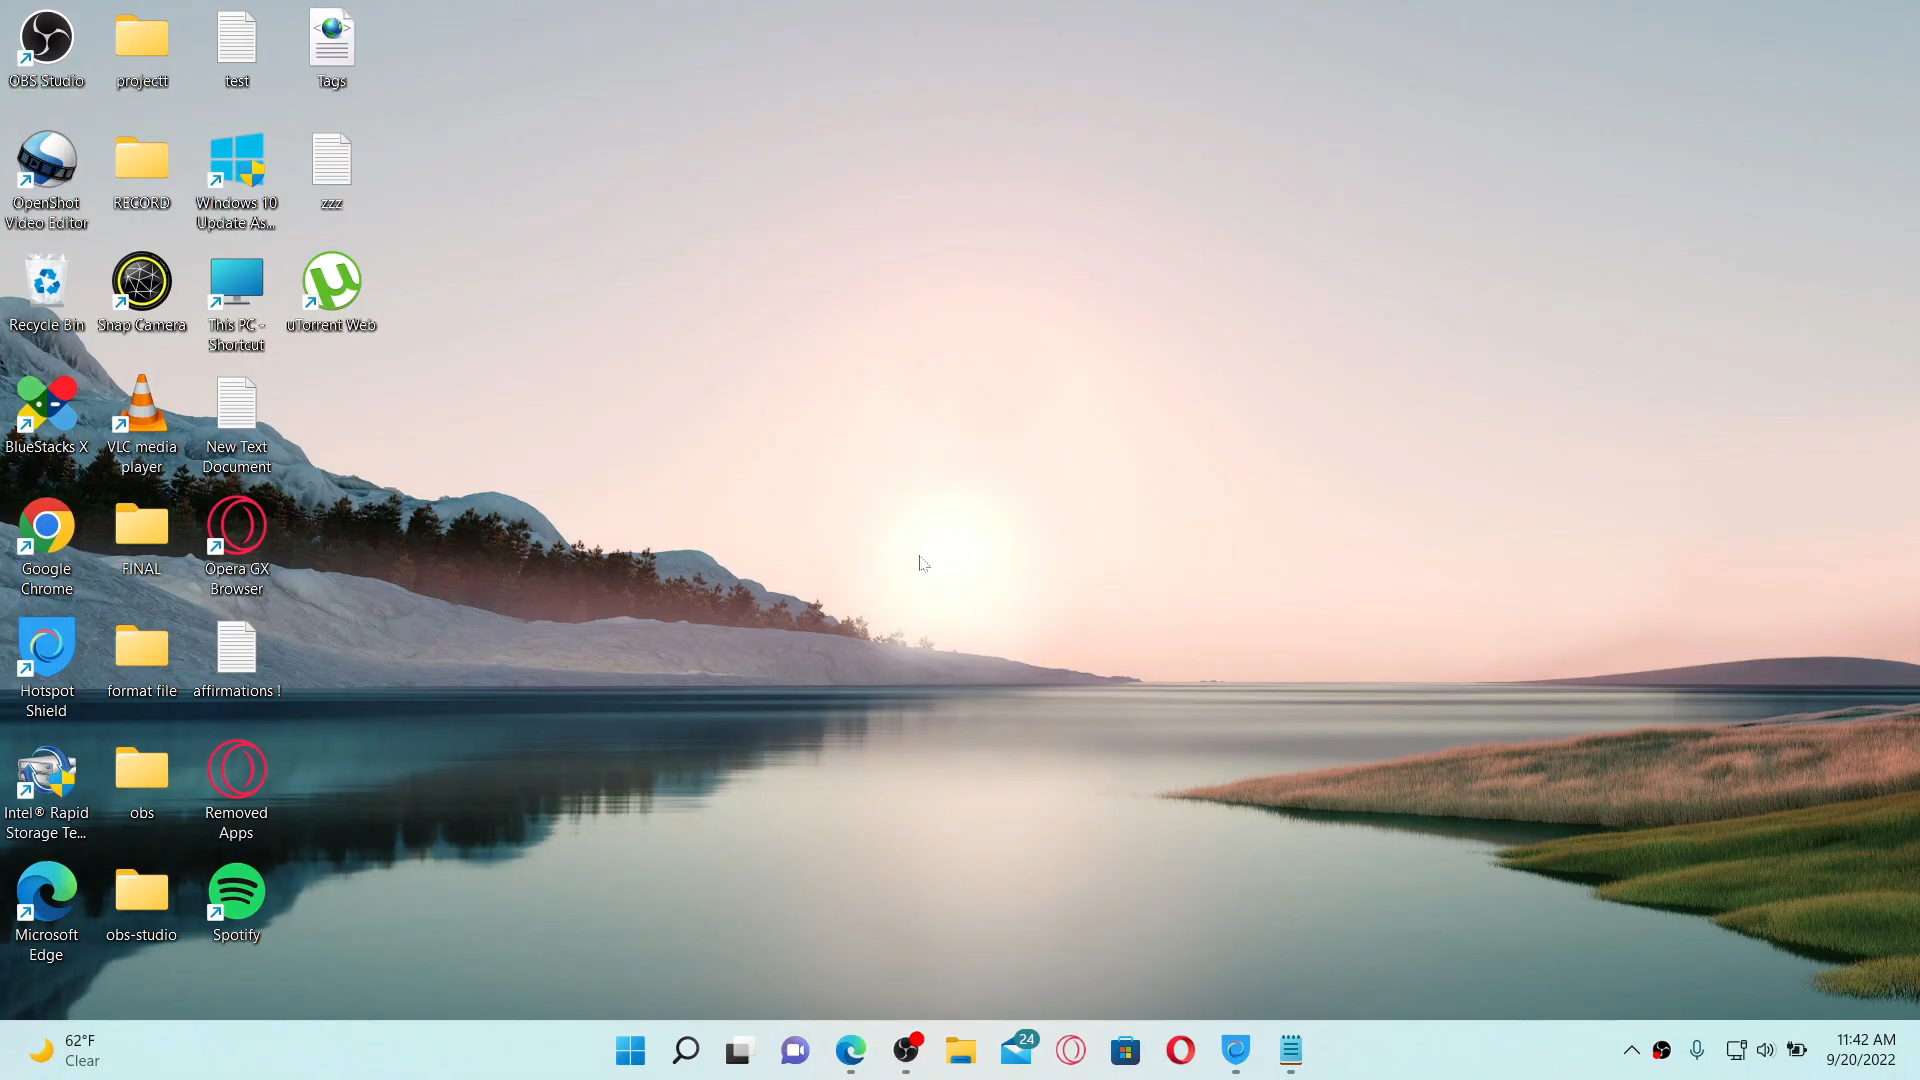 OBS Studio
projectt
test
Tags
OpenShot
Video Editor
RECORD
Windows 10
Update As...
zzz
Recycle Bin
Snap Camera
This PC -
Shortcut
uTorrent Web
BlueStacks X
VLC media
player
New Text
Document
Google
Chrome
FINAL
Opera GX
Browser
Hotspot
Shield
format file
affirmations !
Intel® Rapid
Storage Te...
obs
Removed
Apps
Microsoft
Edge
obs-studio
Spotify
62°F
Clear
24
11:42 AM
9/20/2022